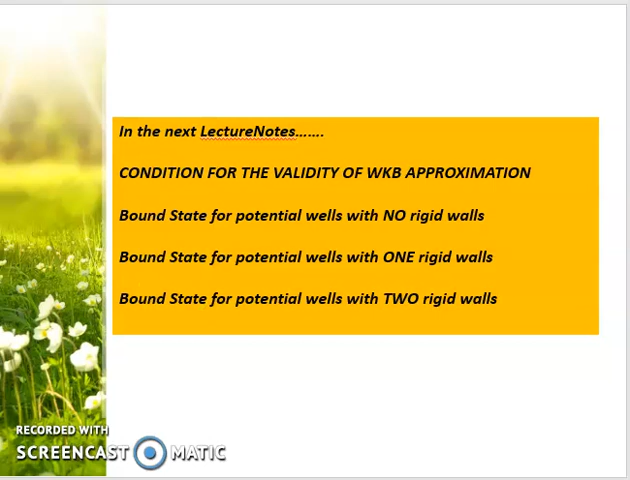 In the next LectureNotes.......
CONDITION FOR THE VALIDITY OF WKB APPROXIMATION
Bound State for potential wells with NO rigid walls
Bound State for potential wells with ONE rigid walls
Bound State for potential wells with TWO rigid walls
RECORDED WITH
SCREENCAST MATIC